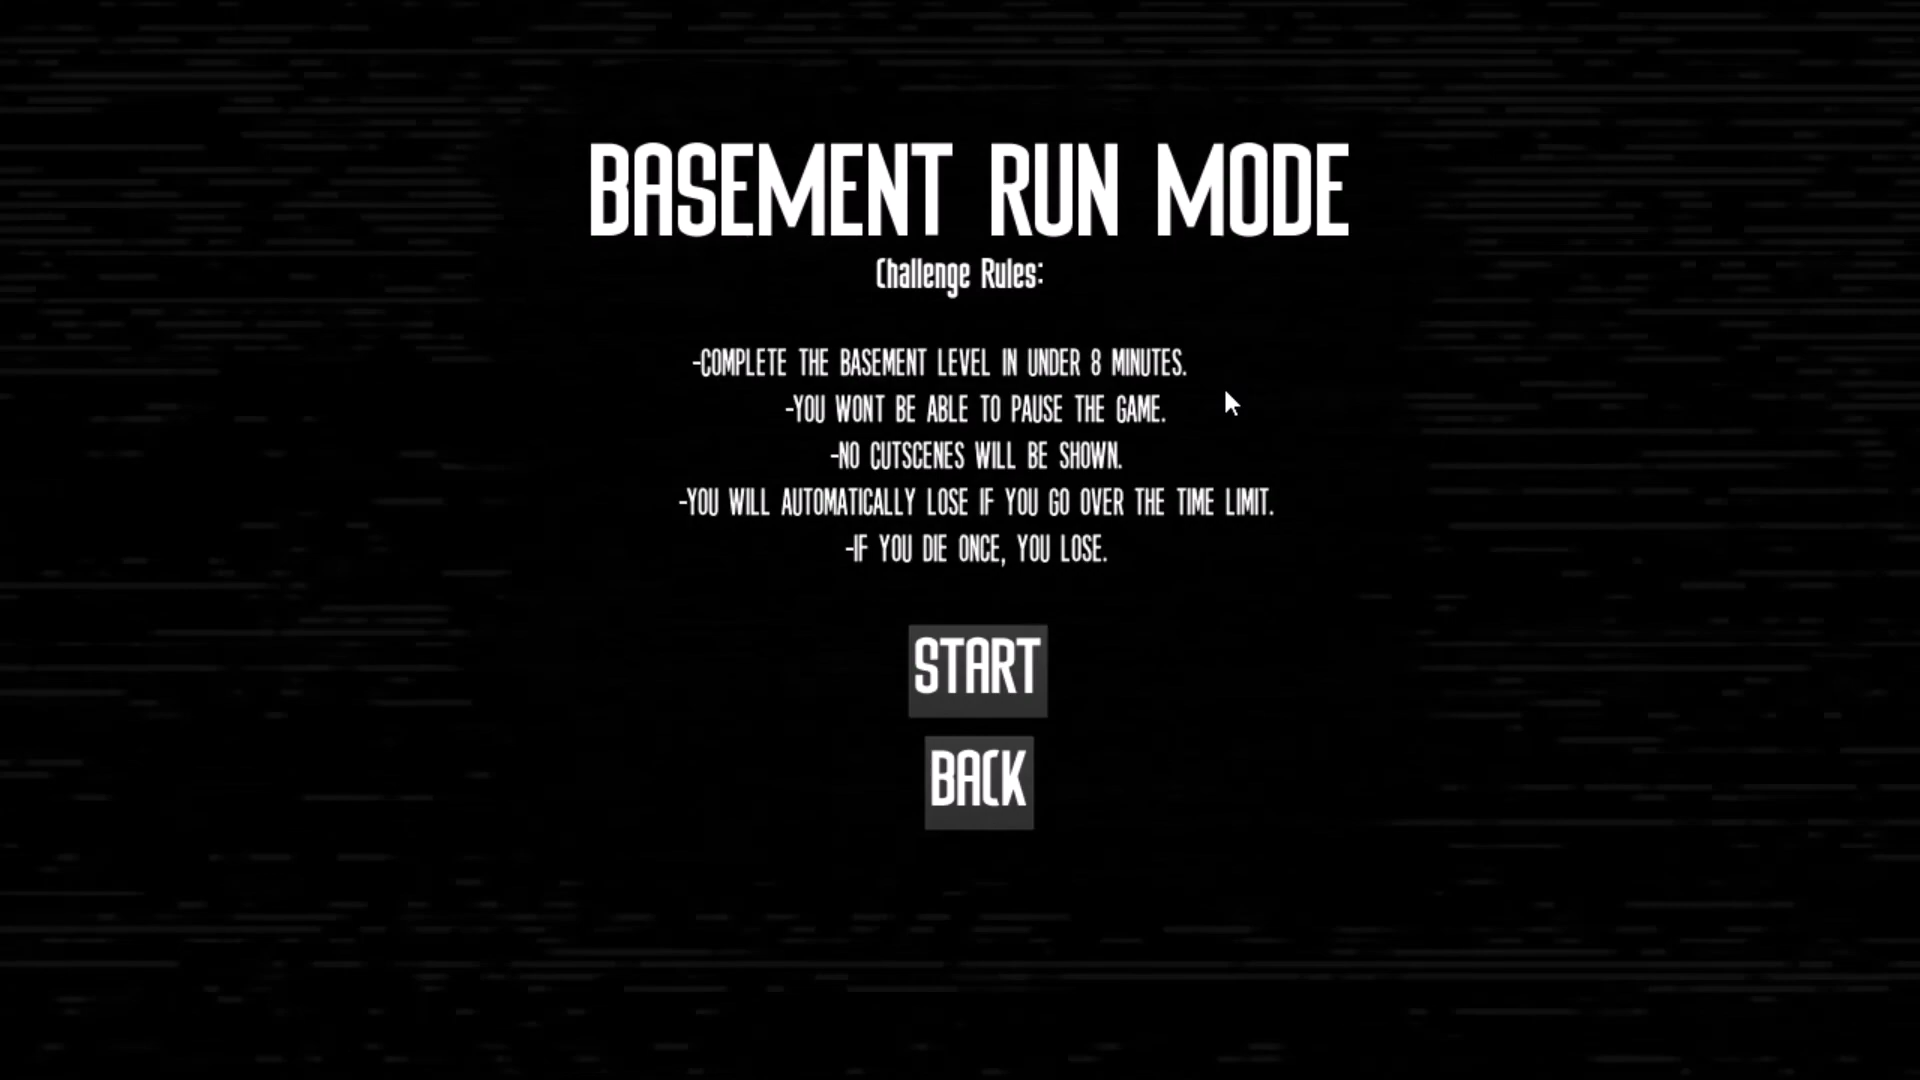 BASEMENT RUN MODE
Challenge Rules:
-COMPLETE THE BASEMENT LEVEL IN UNDER 8 MINUTES.
-YOU WONT BE ABLE TO PAUSE THE GAME.
-NO CUTSCENES WILL BE SHOWN.
-YOU WILL AUTOMATICALLY LOSE IF YOU GO OVER THE TIME LIMIT.
-IF YOU DIE ONCE, YOU LOSE.
START
BACK